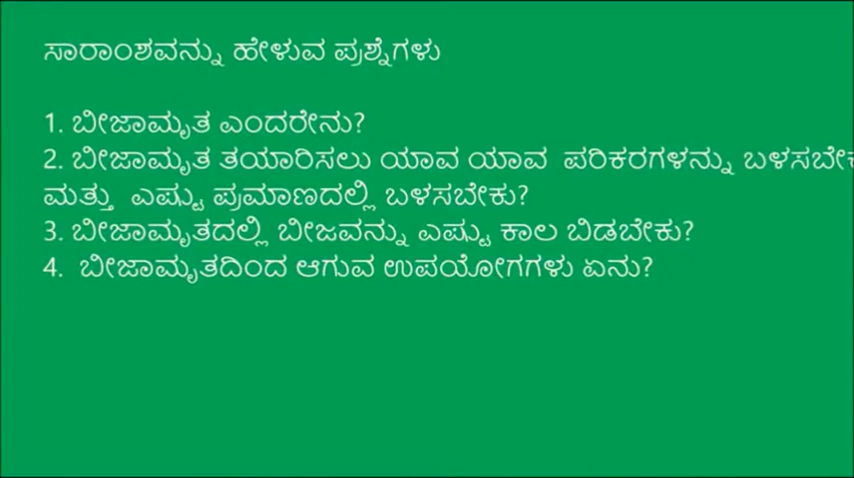 ಸಾರಾಂಶವನ್ನು ಹೇಳುವ ಪ್ರಶ್ನೆಗಳು
1. ಬೀಜಾಮೃತ ಎಂದರೇನು?
2. ಬೀಜಾಮೃತ ತಯಾರಿಸಲು ಯಾವ ಯಾವ ಪರಿಕರಗಳನ್ನು
ಮತ್ತು ಎಷ್ಟು ಪ್ರಮಾಣದಲ್ಲಿ ಬಳಸಬೇಕು?
3. ಬೀಜಾಮೃತದಲ್ಲಿ ಬೀಜವನ್ನು ಎಷ್ಟು ಕಾಲ ಬಿಡಬೇಕು?
4. ಬೀಜಾಮೃತದಿಂದ ಆಗುವ ಉಪಯೋಗಗಳು ಏನು?